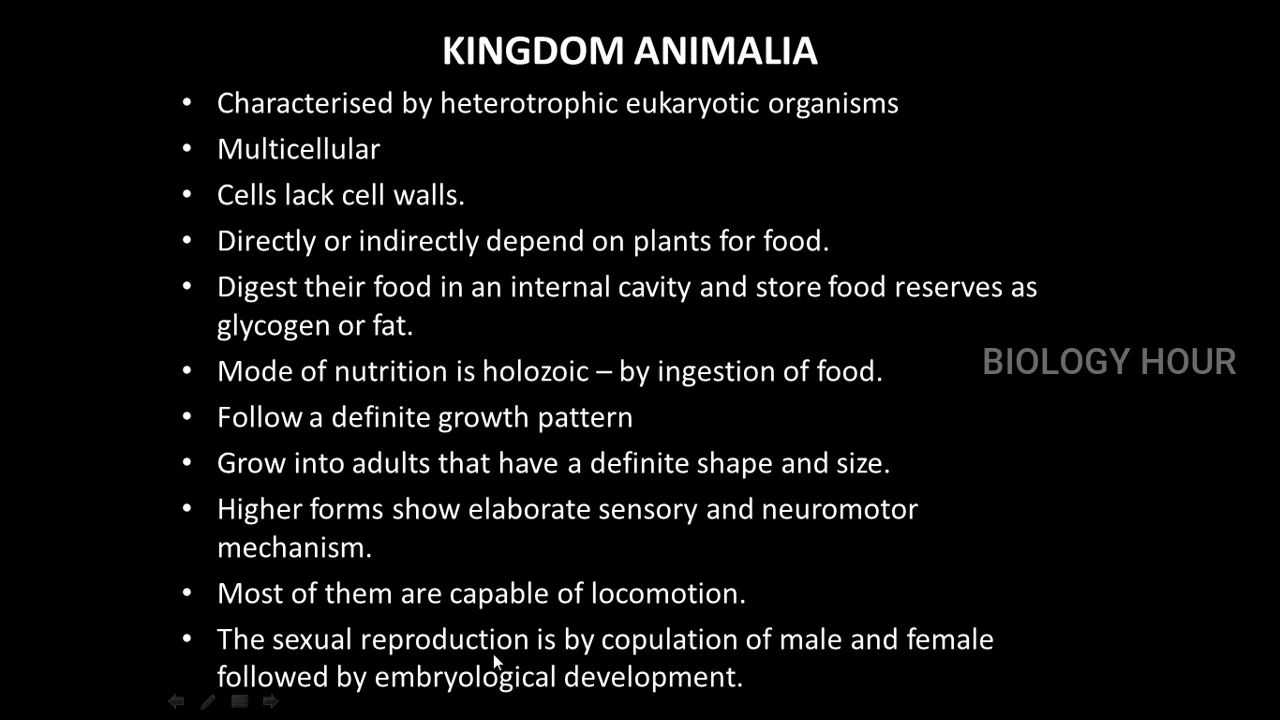 KINGDOM ANIMALIA
• Characterised by heterotrophic eukaryotic organisms
• Multicellular
• Cells lack cell walls.
• Directly or indirectly depend on plants for food.
• Digest their food in an internal cavity and store food reserves as
glycogen or fat.
BIOLOGY HOUR
• Mode of nutrition is holozoic – by ingestion of food.
• Follow a definite growth pattern
• Grow into adults that have a definite shape and size.
• Higher forms show elaborate sensory and neuromotor
mechanism.
• Most of them are capable of locomotion.
• The sexual reproduction is by copulation of male and female
followed by embryological development.